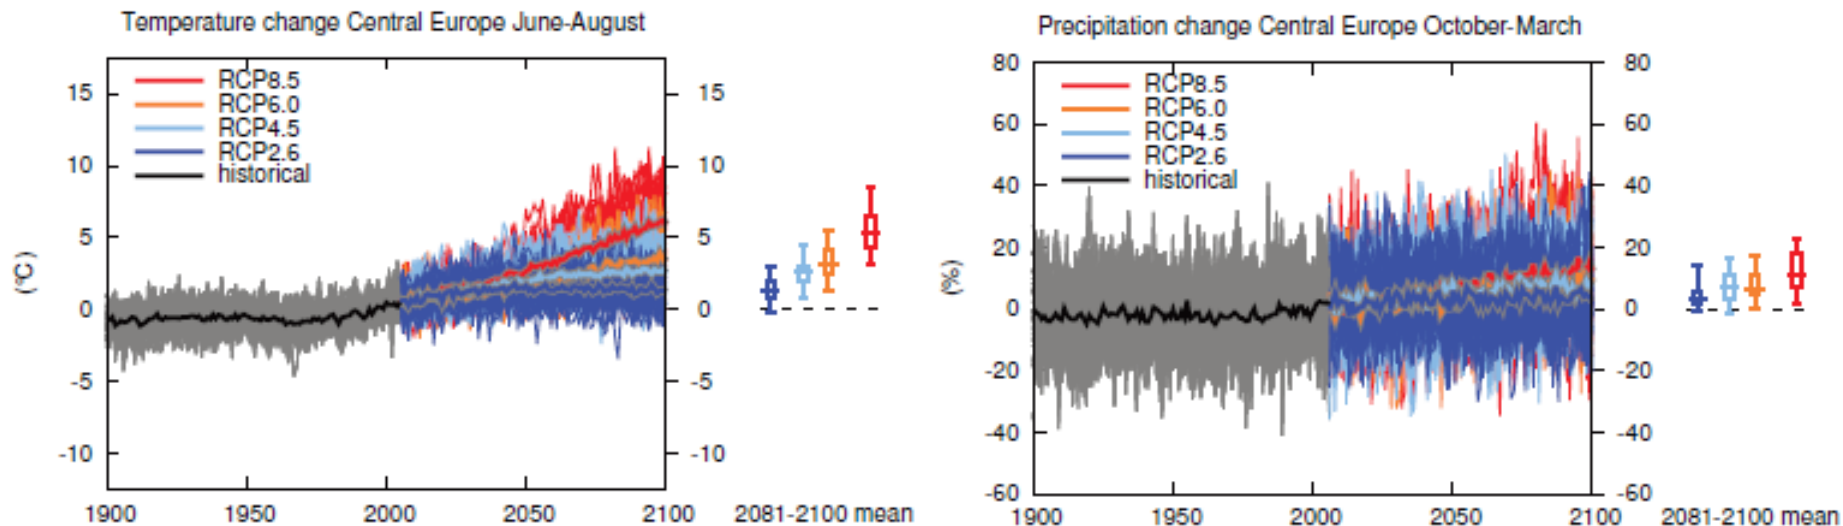 Temperature change Central Europe June-August
RCP8.5
RCP6.0
RCP4.5
RCP2.6
historical
(°C)
15
10
5
0
-5
-10
15
10
5
0
-5
-10
1900
1950
2000
2050
2100
2081-2100 mean
Precipitation change Central Europe October-March
RCP8.5
RCP6.0
RCP4.5
RCP2.6
historical
(%)
80
60
40
20
0
-20
-40
-60
80
60
40
20
0
-20
-40
-60
1900
1950
2000
2050
2100
2081-2100 mean